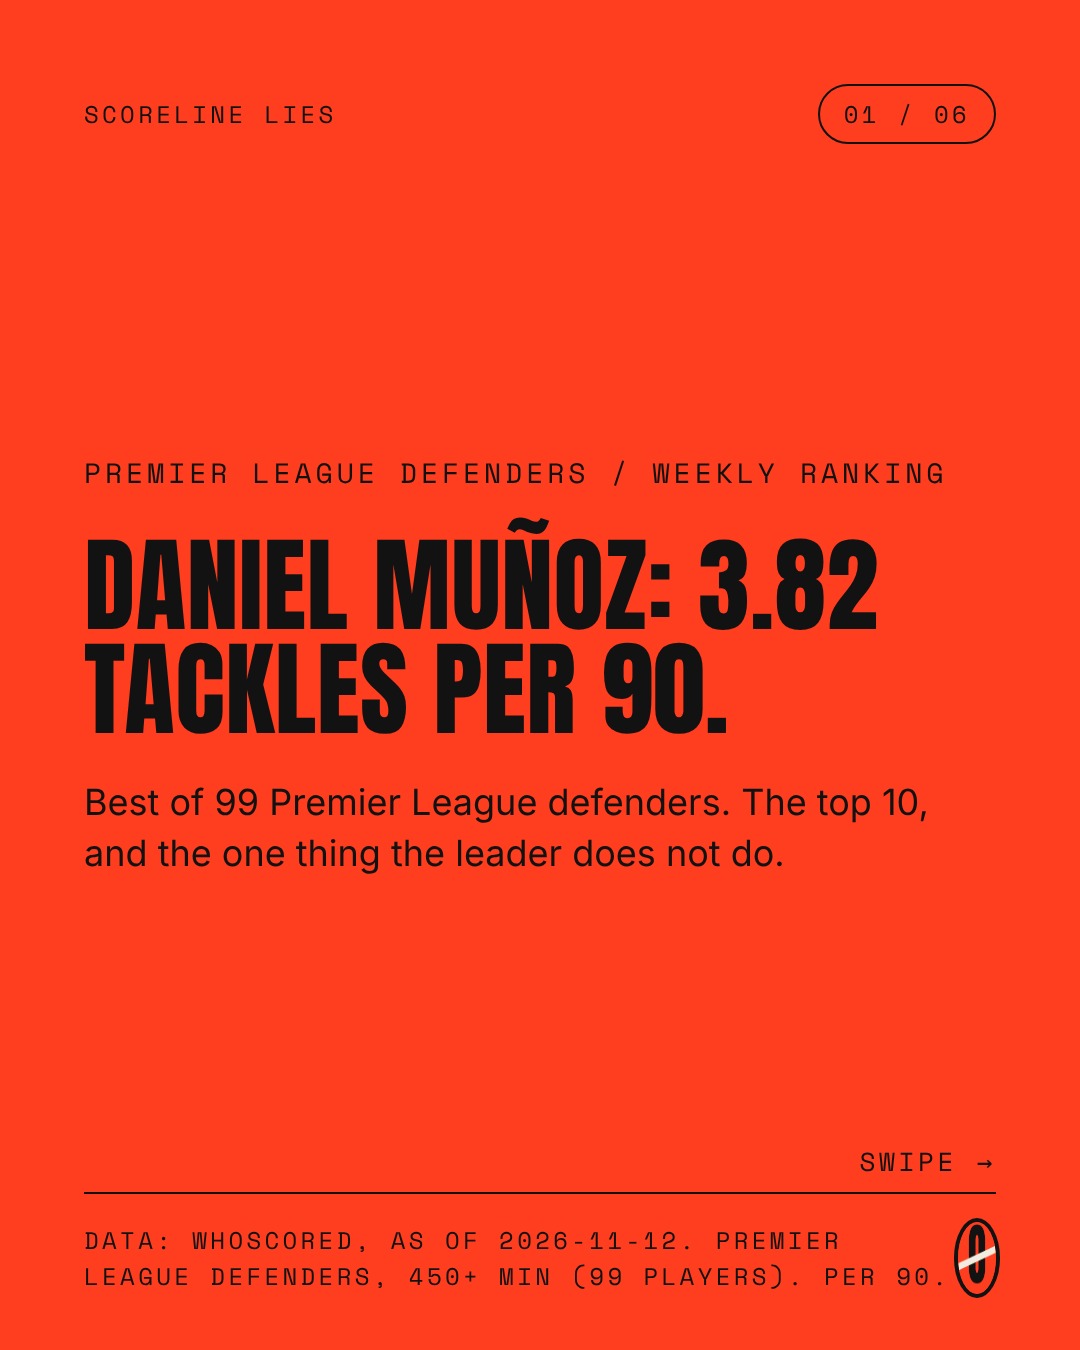 SCORELINE LIES
01 / 06
PREMIER LEAGUE DEFENDERS / WEEKLY RANKING
DANIEL MUÑOZ: 3.82
TACKLES PER 90.
Best of 99 Premier League defenders. The top 10,
and the one thing the leader does not do.
SWIPE →
DATA: WHOSCORED, AS OF 2026-11-12. PREMIER
LEAGUE DEFENDERS, 450+ MIN (99 PLAYERS). PER 90.
0